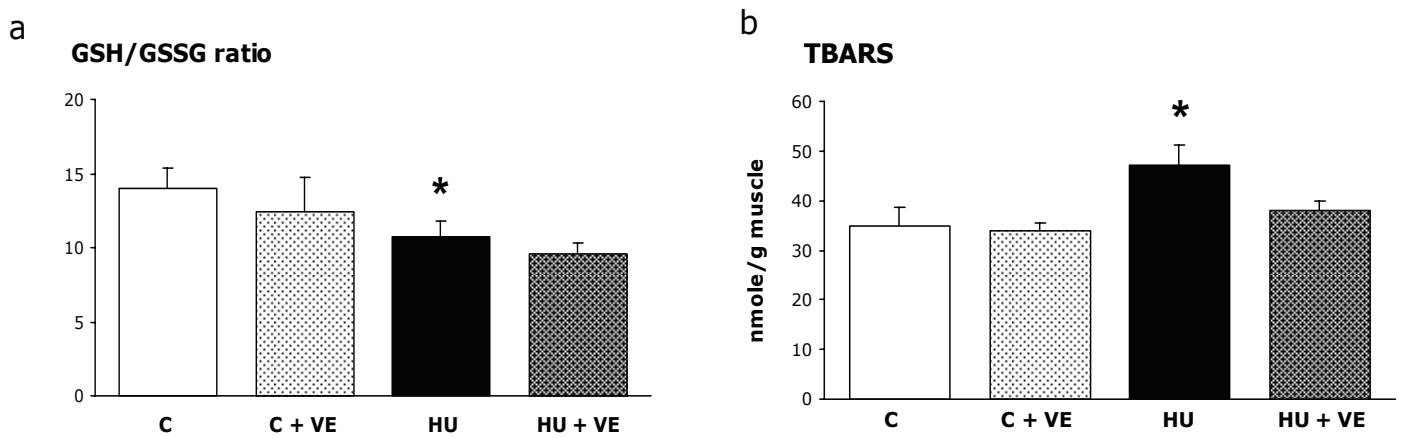 a
GSH/GSSG ratio
20
15
*
10
5
0
C
C + VE
HU
HU + VE
b
TBARS
60
*
50
40
30
20
10
0
nmole/g muscle
C
C + VE
HU
HU + VE